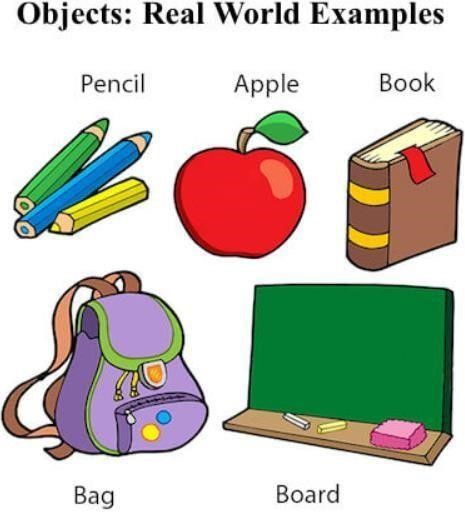 Objects: Real World Examples
Pencil Apple Book
Bag Board